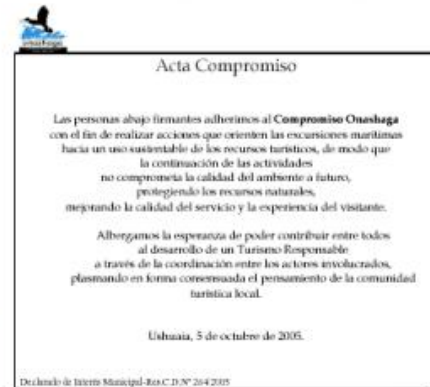 onashaga
Acta Compromiso
Las personas abajo firmantes adherimos al Compromiso Onashaga
con el fin de realizar acciones que orienten las excursiones marítimas
hacia un uso sustentable de los recursos turísticos, de modo que
la continuación de las actividades
no comprometa la calidad del ambiente a futuro,
protegiendo los recursos naturales,
mejorando la calidad del servicio y la experiencia del visitante.
Albergamos la esperanza de poder contribuir entre todos
al desarrollo de un Turismo Responsable
a través de la coordinación entre los actores involucrados,
plasmando en forma consensuada el pensamiento de la comunidad
turística local.
Ushuaia, 5 de octubre de 2005.
Declarado de Interés Municipal-Res.C.D.Nº 264/2005